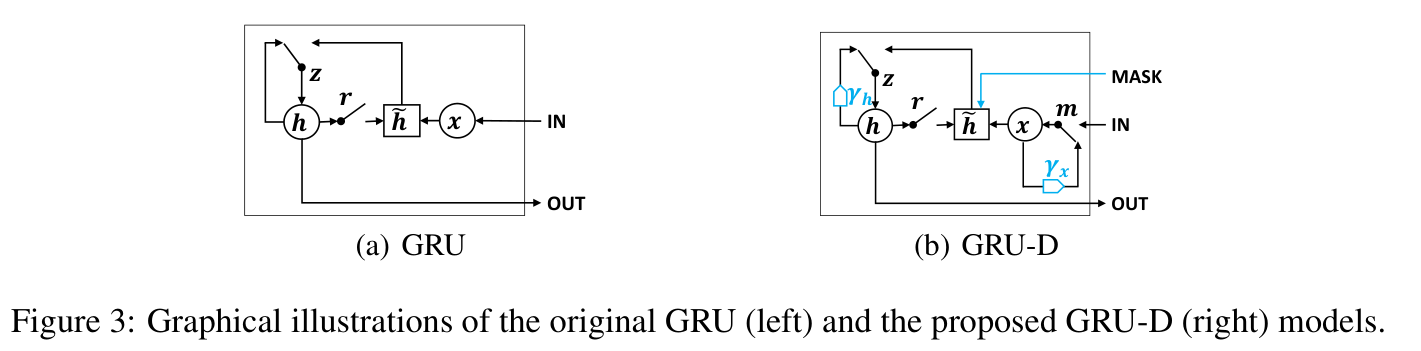 z
r
h
h̃
x
IN
OUT
(a) GRU
z
γh
r
h
h̃
x
m
MASK
IN
γx
OUT
(b) GRU-D
Figure 3: Graphical illustrations of the original GRU (left) and the proposed GRU-D (right) models.